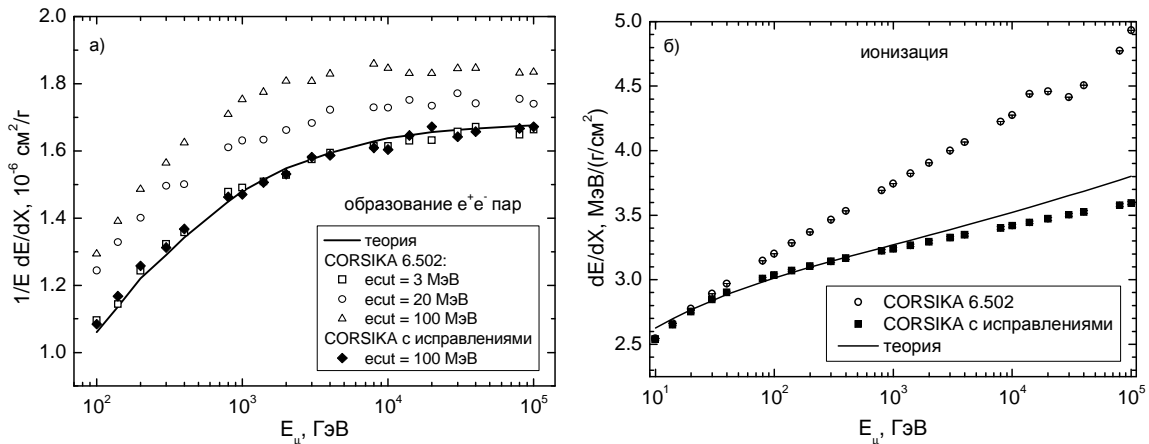 а)
1.8
1.6
1.4
1.2
1.0
1/E dE/dX, 10⁻⁶ см²/г
образование e⁺e⁻ пар
теория
CORSIKA 6.502:
ecut = 3 МэВ
ecut = 20 МэВ
ecut = 100 МэВ
CORSIKA с исправлениями
ecut = 100 МэВ
10² 10³ 10⁴ 10⁵
E_μ, ГэВ
б)
ионизация
5.0
4.5
4.0
3.5
3.0
2.5
dE/dX, МэВ/(г/см²)
CORSIKA 6.502
CORSIKA с исправлениями
теория
10¹ 10² 10³ 10⁴ 10⁵
E_μ, ГэВ